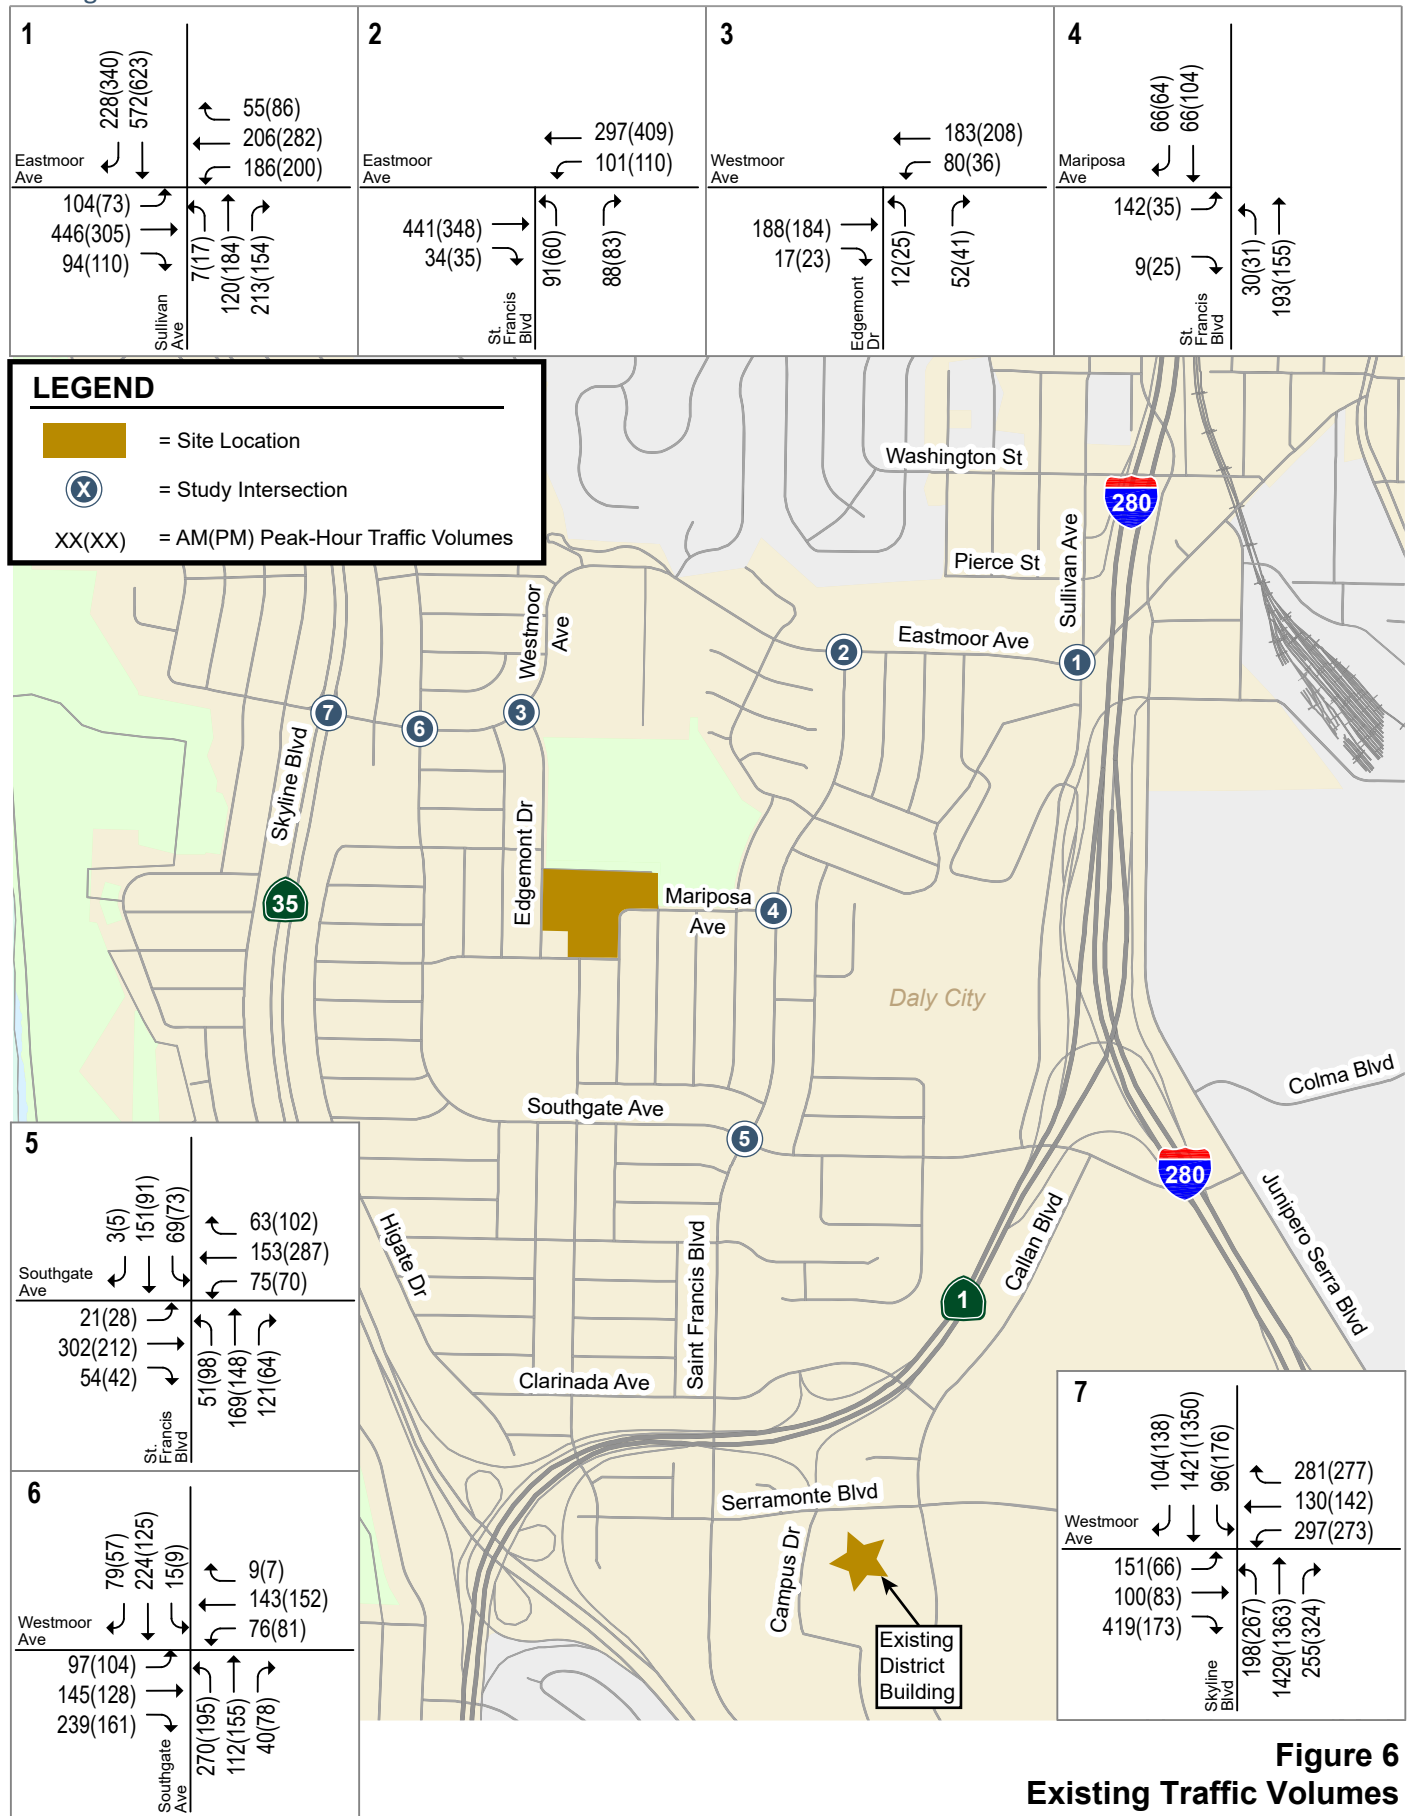 1
228(340)
572(623)
55(86)
206(282)
186(200)
Eastmoor
Ave
104(73)
446(305)
94(110)
7(17)
120(184)
213(154)
Sullivan
Ave
2
297(409)
101(110)
Eastmoor
Ave
441(348)
34(35)
91(60)
88(83)
St.
Francis
Blvd
3
183(208)
80(36)
Westmoor
Ave
188(184)
17(23)
12(25)
52(41)
Edgemont
Dr
4
66(64)
66(104)
Mariposa
Ave
142(35)
9(25)
30(31)
193(155)
St.
Francis
Blvd
LEGEND
= Site Location
X
= Study Intersection
XX(XX)
= AM(PM) Peak-Hour Traffic Volumes
Washington St
280
Pierce St
Sullivan Ave
Westmoor
Ave
Eastmoor Ave
2
1
7
6
3
Skyline Blvd
Edgemont Dr
35
Mariposa
Ave
4
Daly City
Colma Blvd
Southgate Ave
5
280
Junipero Serra Blvd
Higate Dr
Saint Francis Blvd
Callan Blvd
1
Clarinada Ave
Serramonte Blvd
Campus Dr
Existing
District
Building
5
3(5)
151(91)
69(73)
63(102)
153(287)
75(70)
Southgate
Ave
21(28)
302(212)
54(42)
51(98)
169(148)
121(64)
St.
Francis
Blvd
6
79(57)
224(125)
15(9)
9(7)
143(152)
76(81)
Westmoor
Ave
97(104)
145(128)
239(161)
270(195)
112(155)
40(78)
Southgate
Ave
7
104(138)
1421(1350)
96(176)
281(277)
130(142)
297(273)
Westmoor
Ave
151(66)
100(83)
419(173)
198(267)
1429(1363)
255(324)
Skyline
Blvd
Figure 6
Existing Traffic Volumes